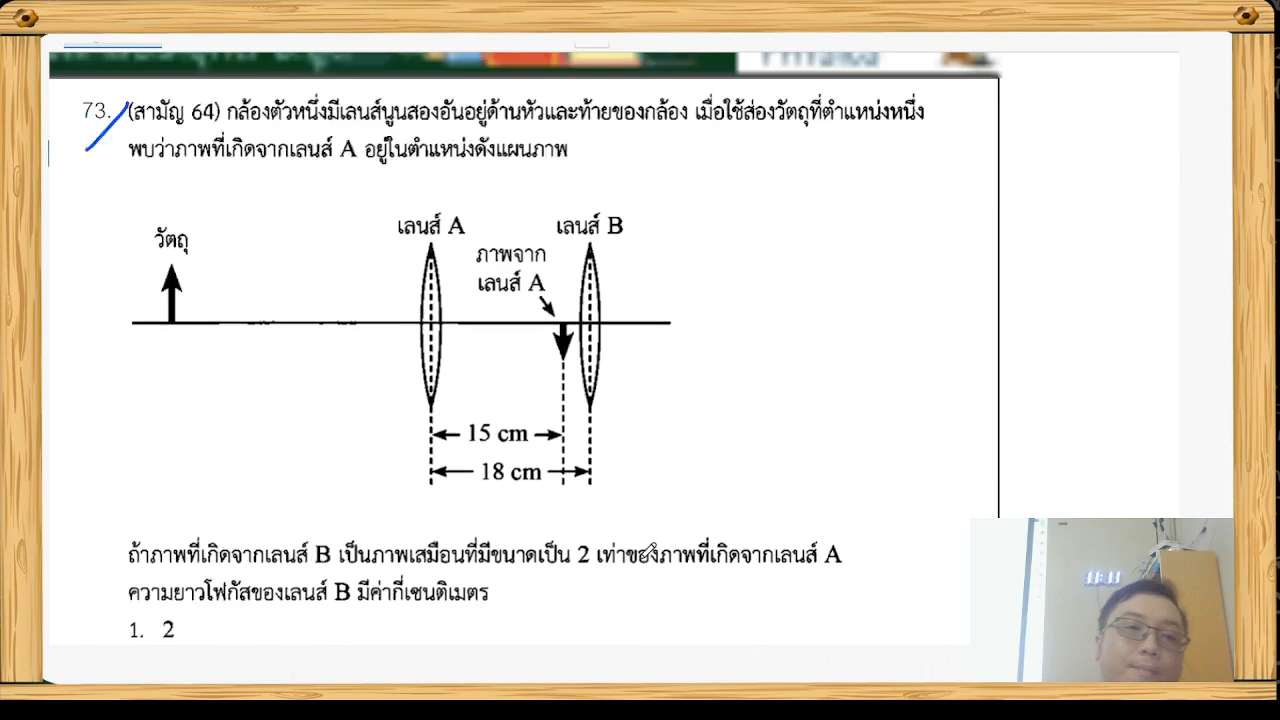 73. (สามัญ 64) กล้องตัวหนึ่งมีเลนส์นูนสองอันอยู่ด้านหัวและท้ายของกล้อง เมื่อใช้ส่องวัตถุที่ตำแหน่งหนึ่ง
พบว่าภาพที่เกิดจากเลนส์ A อยู่ในตำแหน่งดังแผนภาพ
เลนส์ A
เลนส์ B
วัตถุ
ภาพจาก
เลนส์ A
15 cm
18 cm
ถ้าภาพที่เกิดจากเลนส์ B เป็นภาพเสมือนที่มีขนาดเป็น 2 เท่าของภาพที่เกิดจากเลนส์ A
ความยาวโฟกัสของเลนส์ B มีค่ากี่เซนติเมตร
1. 2
11:11